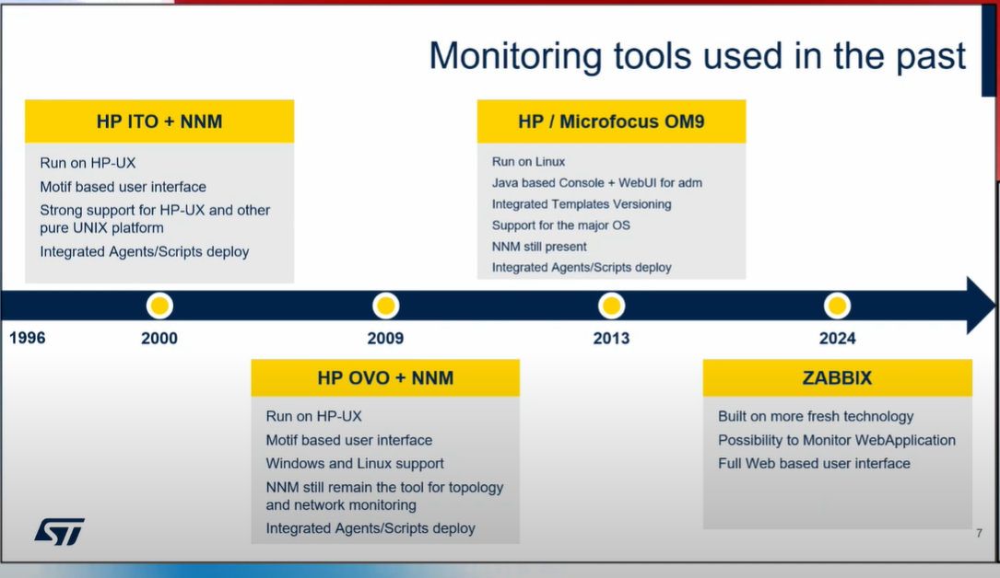 Monitoring tools used in the past
HP ITO + NNM
Run on HP-UX
Motif based user interface
Strong support for HP-UX and other
pure UNIX platform
Integrated Agents/Scripts deploy
HP / Microfocus OM9
Run on Linux
Java based Console + WebUI for adm
Integrated Templates Versioning
Support for the major OS
NNM still present
Integrated Agents/Scripts deploy
1996
2000
2009
2013
2024
HP OVO + NNM
Run on HP-UX
Motif based user interface
Windows and Linux support
NNM still remain the tool for topology
and network monitoring
Integrated Agents/Scripts deploy
ZABBIX
Built on more fresh technology
Possibility to Monitor WebApplication
Full Web based user interface
ST
7